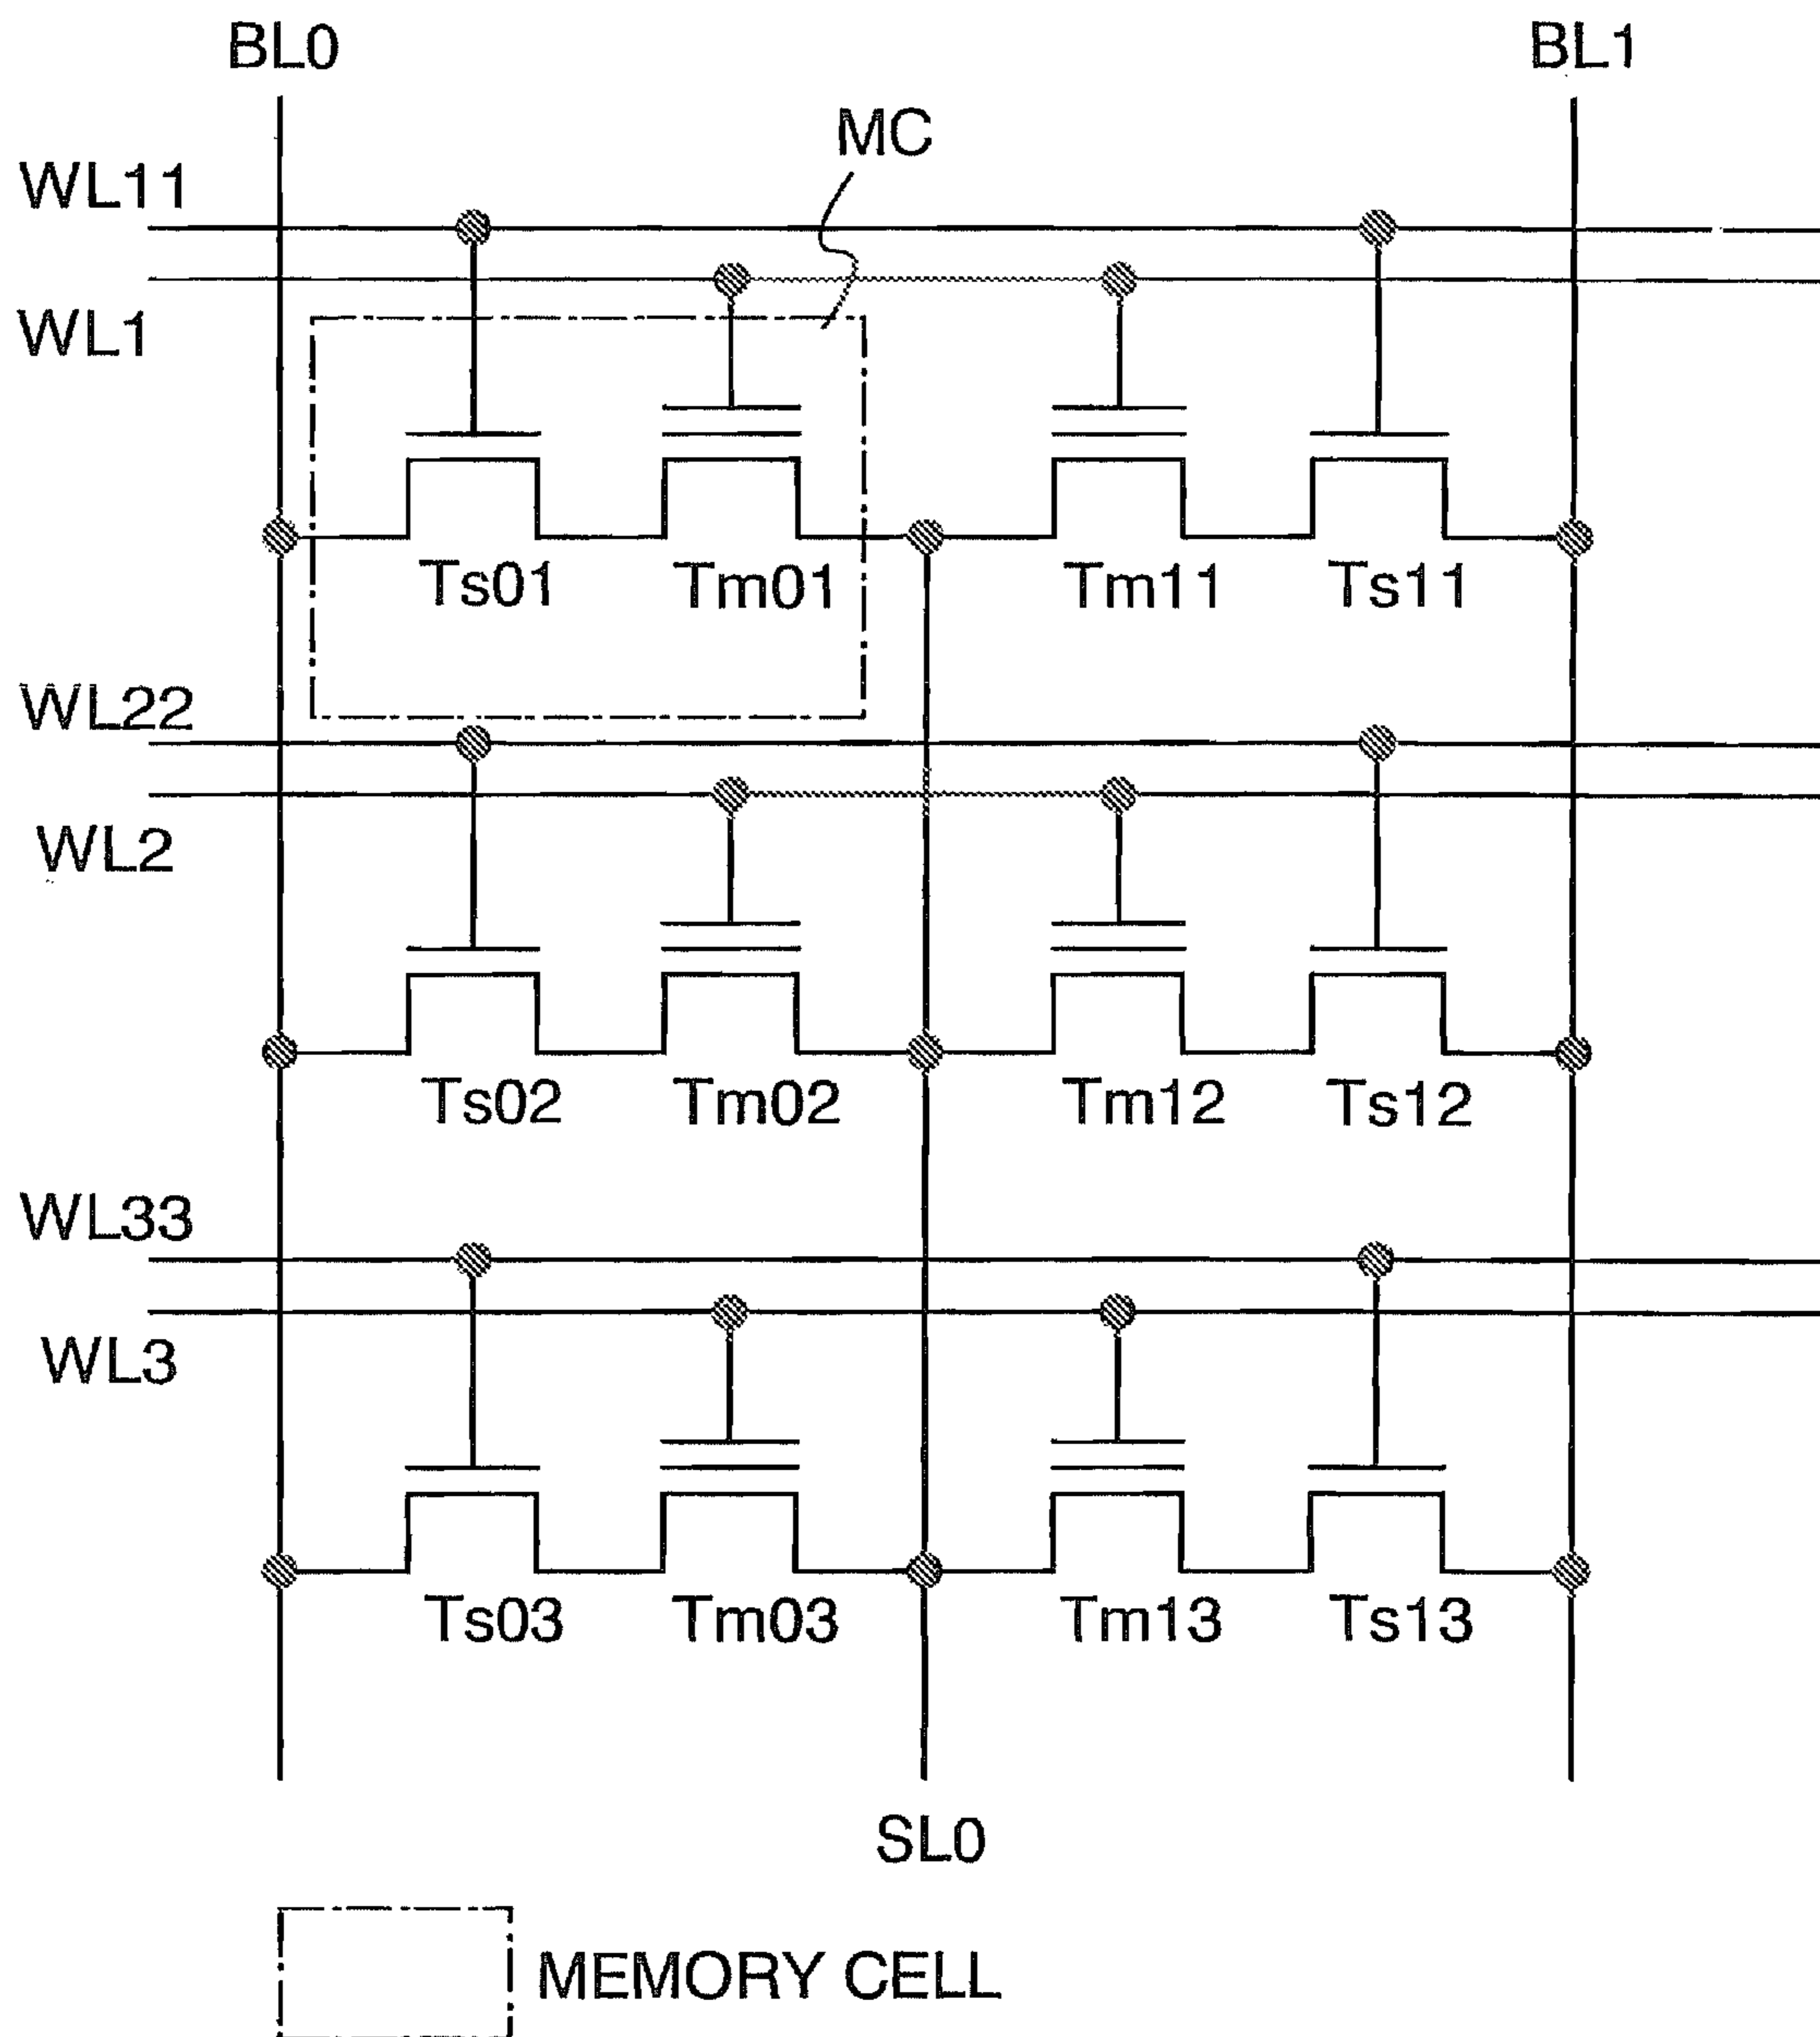 BL0 BL1
MC
WL11
WL1
Ts01 Tm01 Tm11 Ts11
WL22
WL2
Ts02 Tm02 Tm12 Ts12
WL33
WL3
Ts03 Tm03 Tm13 Ts13
SL0
MEMORY CELL